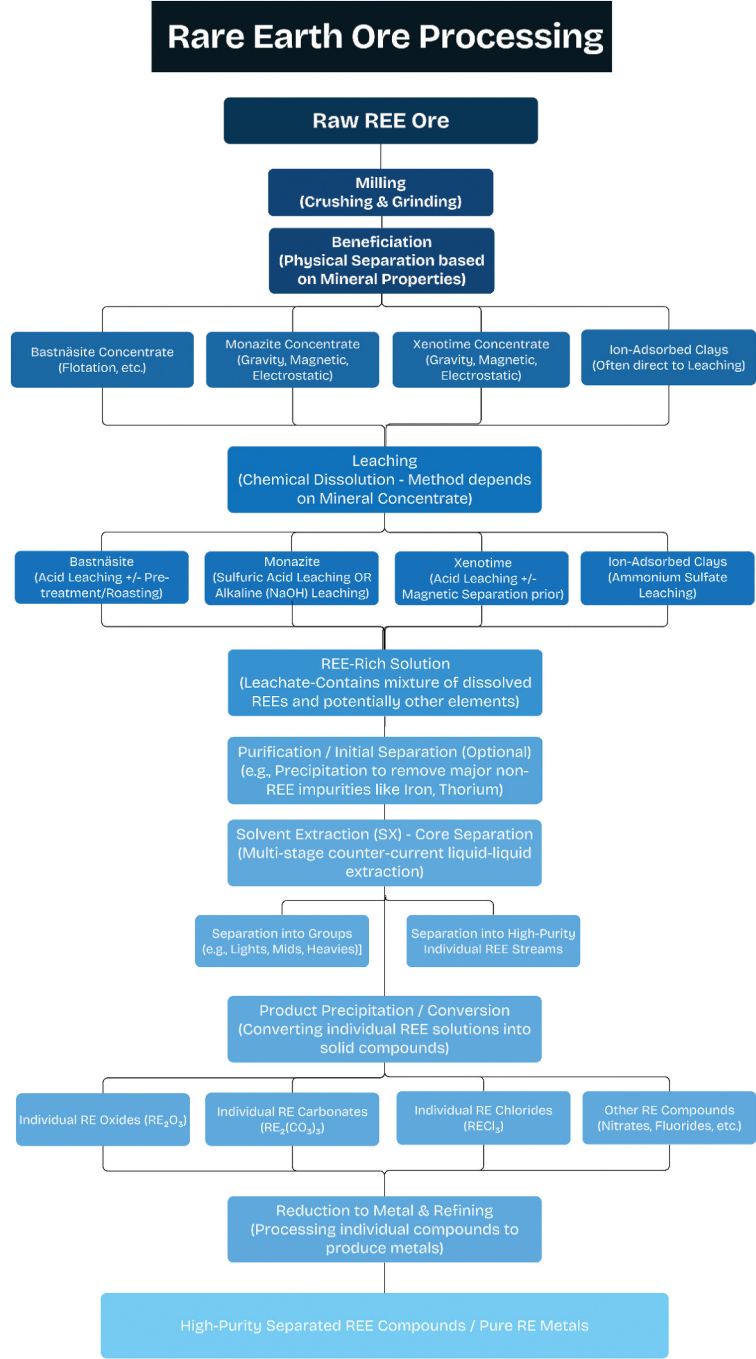 Rare Earth Ore Processing
Raw REE Ore
Milling
(Crushing & Grinding)
Beneficiation
(Physical Separation based
on Mineral Properties)
Bastnäsite Concentrate
(Flotation, etc.)
Monazite Concentrate
(Gravity, Magnetic,
Electrostatic)
Xenotime Concentrate
(Gravity, Magnetic,
Electrostatic)
Ion-Adsorbed Clays
(Often direct to Leaching)
Leaching
(Chemical Dissolution - Method depends
on Mineral Concentrate)
Bastnäsite
(Acid Leaching +/- Pre-
treatment/Roasting)
Monazite
(Sulfuric Acid Leaching OR
Alkaline (NaOH) Leaching)
Xenotime
(Acid Leaching +/-
Magnetic Separation prior)
Ion-Adsorbed Clays
(Ammonium Sulfate
Leaching)
REE-Rich Solution
(Leachate-Contains mixture of dissolved
REEs and potentially other elements)
Purification / Initial Separation (Optional)
(e.g., Precipitation to remove major non-
REE impurities like Iron, Thorium)
Solvent Extraction (SX) - Core Separation
(Multi-stage counter-current liquid-liquid
extraction)
Separation into Groups
(e.g., Lights, Mids, Heavies)]
Separation into High-Purity
Individual REE Streams
Product Precipitation / Conversion
(Converting individual REE solutions into
solid compounds)
Individual RE Oxides (RE₂O₃)
Individual RE Carbonates
(RE₂(CO₃)₃)
Individual RE Chlorides
(RECl₃)
Other RE Compounds
(Nitrates, Fluorides, etc.)
Reduction to Metal & Refining
(Processing individual compounds to
produce metals)
High-Purity Separated REE Compounds / Pure RE Metals